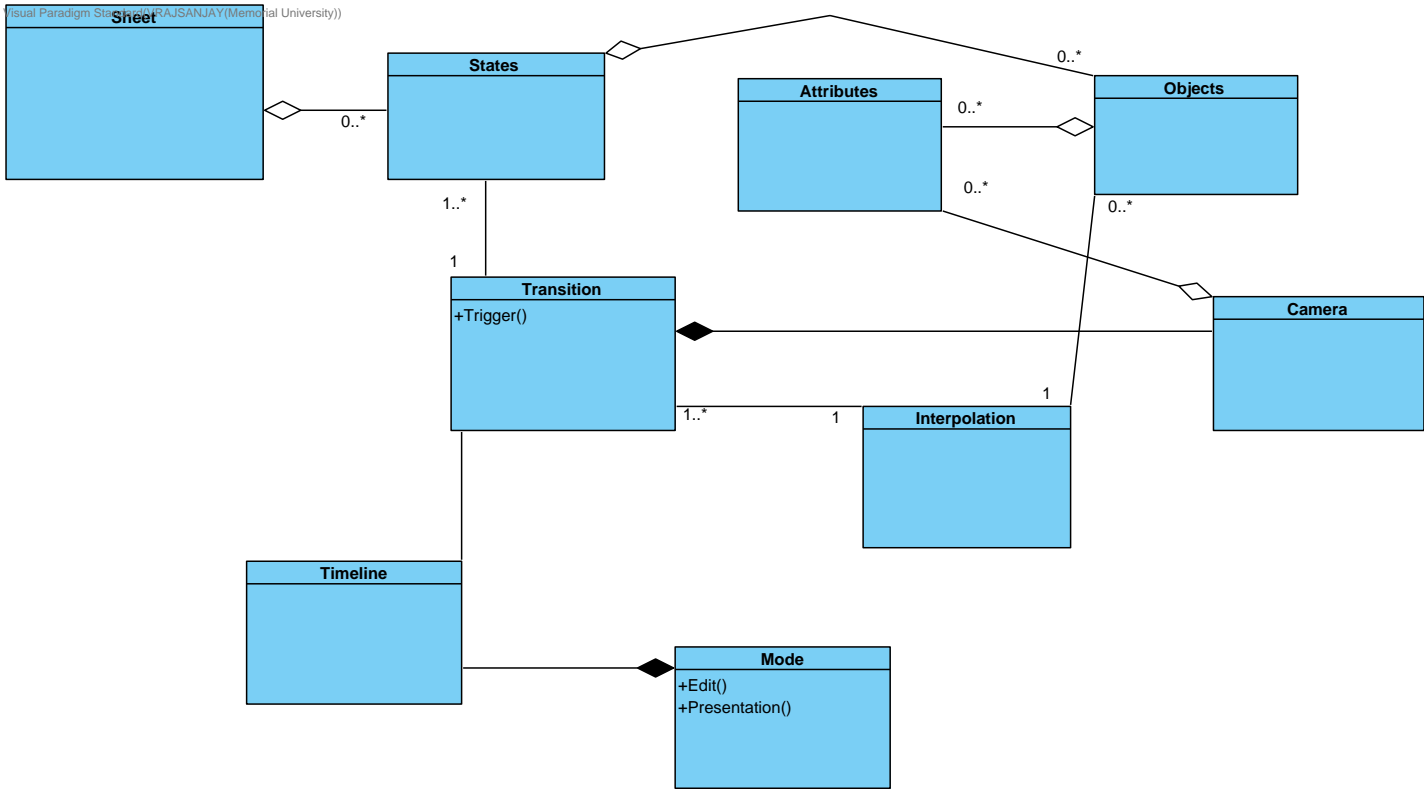 Visual Paradigm Standard(VRAJSANJAY(Memorial University))
Sheet
States
0..*
0..*
Attributes
Objects
0..*
0..*
1..*
0..*
1
Transition
+Trigger()
Camera
1..*
1
1
Interpolation
Timeline
Mode
+Edit()
+Presentation()